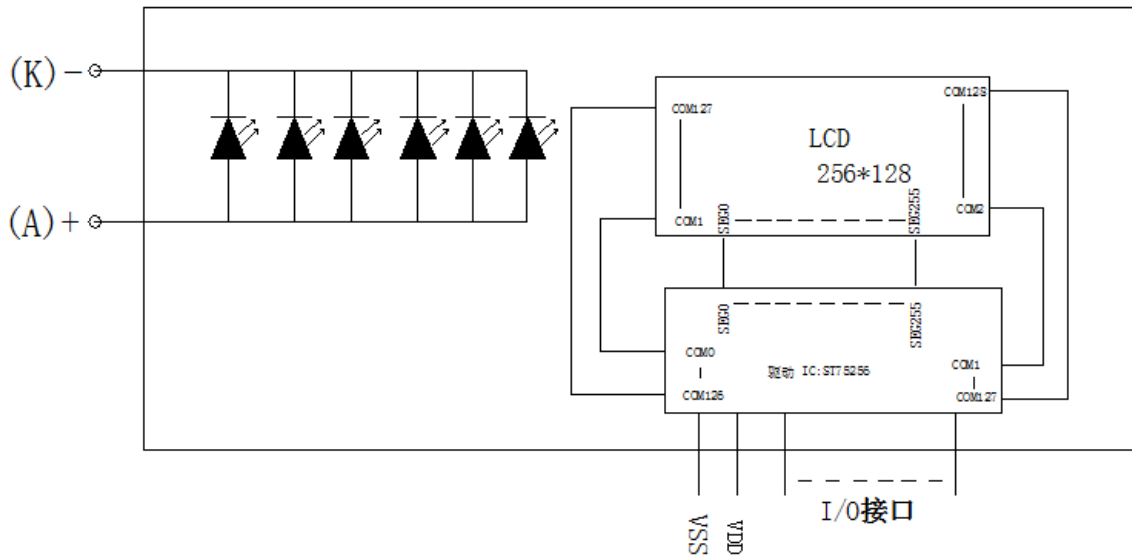 (K)-
(A)+
COM127
COM128
LCD
256*128
COM1
SEG0
SEG255
COM2
SEG0
SEG255
COM0
COM126
驱动 IC:ST75256
COM1
COM127
VSS
VDD
I/O接口